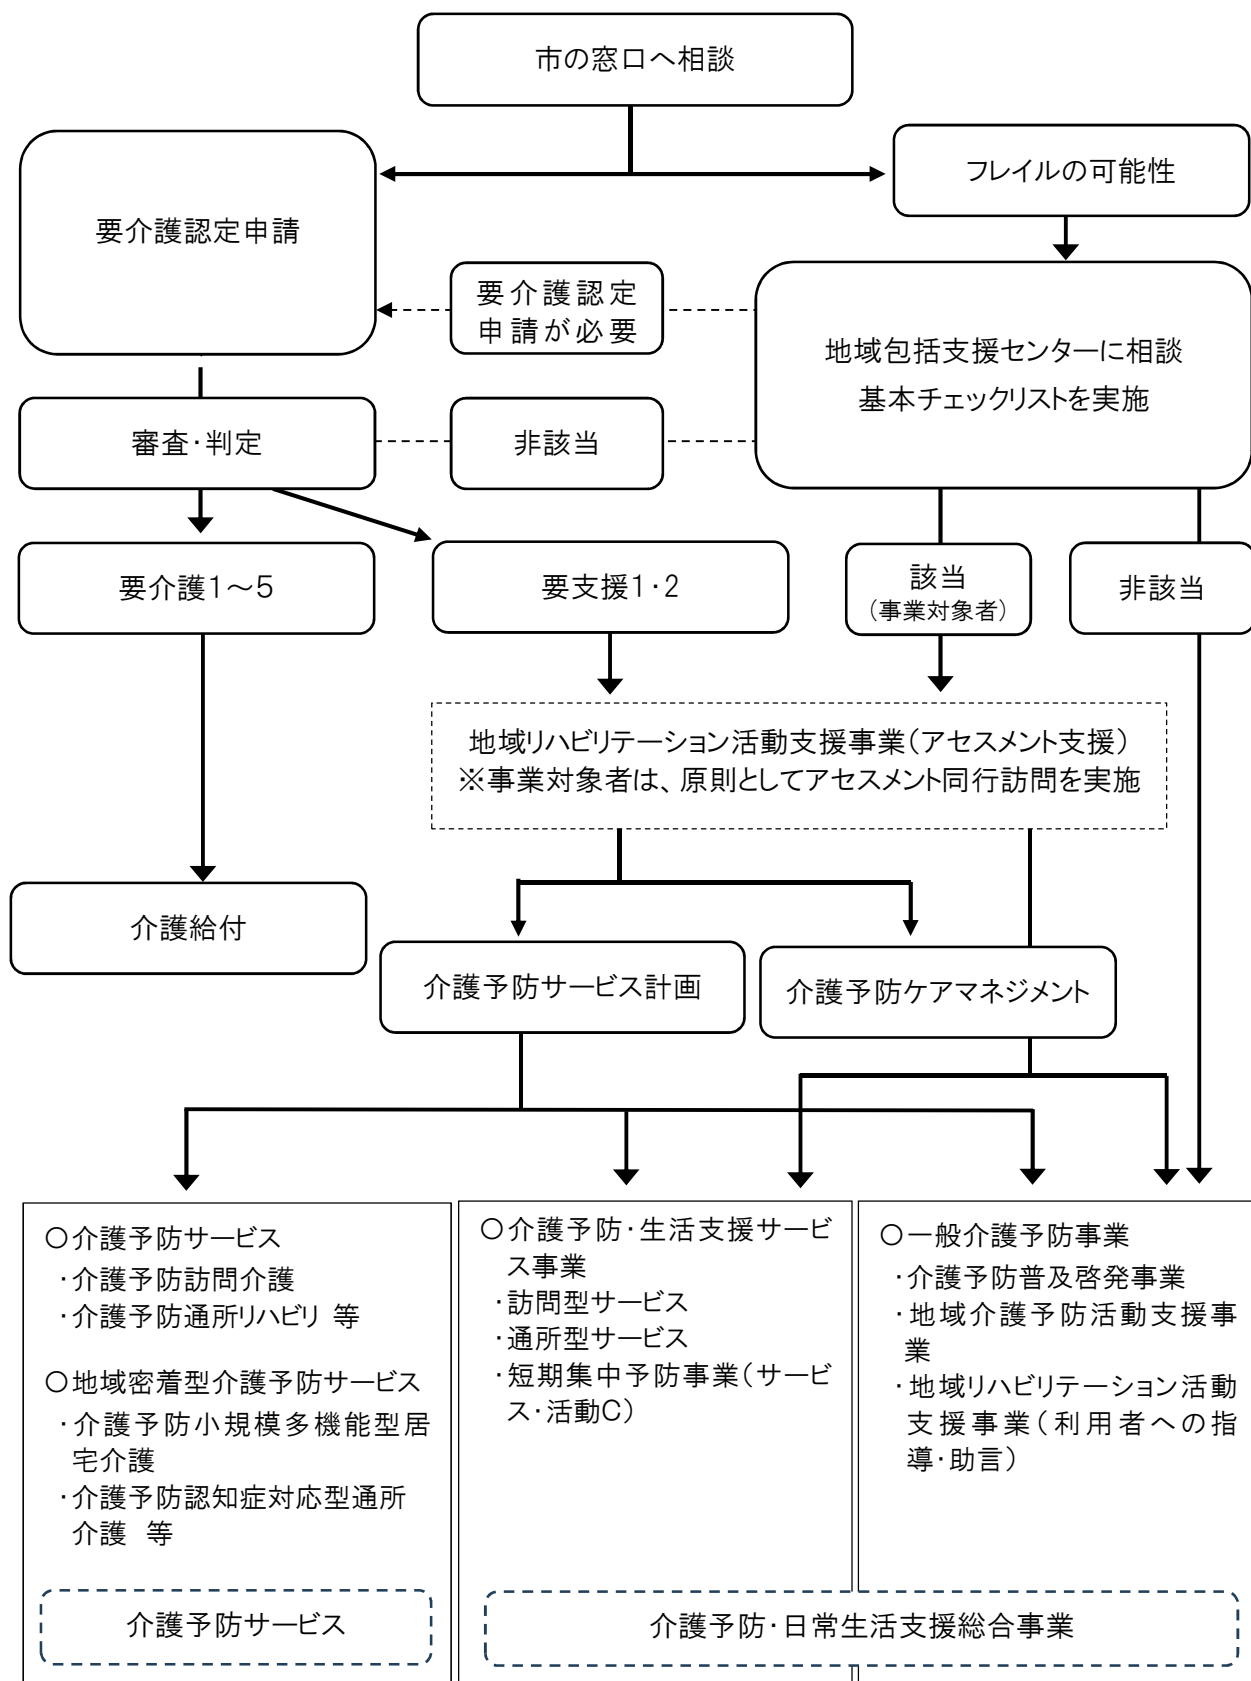 市の窓口へ相談
要介護認定申請
フレイルの可能性
要介護認定
申請が必要
地域包括支援センターに相談
基本チェックリストを実施
審査・判定
非該当
要介護1～5
要支援1・2
該当
（事業対象者）
非該当
地域リハビリテーション活動支援事業（アセスメント支援）
※事業対象者は、原則としてアセスメント同行訪問を実施
介護給付
介護予防サービス計画
介護予防ケアマネジメント
〇介護予防サービス
・介護予防訪問介護
・介護予防通所リハビリ 等
〇地域密着型介護予防サービス
・介護予防小規模多機能型居
宅介護
・介護予防認知症対応型通所
介護 等
介護予防サービス
〇介護予防・生活支援サービ
ス事業
・訪問型サービス
・通所型サービス
・短期集中予防事業（サービ
ス・活動C）
〇一般介護予防事業
・介護予防普及啓発事業
・地域介護予防活動支援事
業
・地域リハビリテーション活動
支援事業（利用者への指
導・助言）
介護予防・日常生活支援総合事業